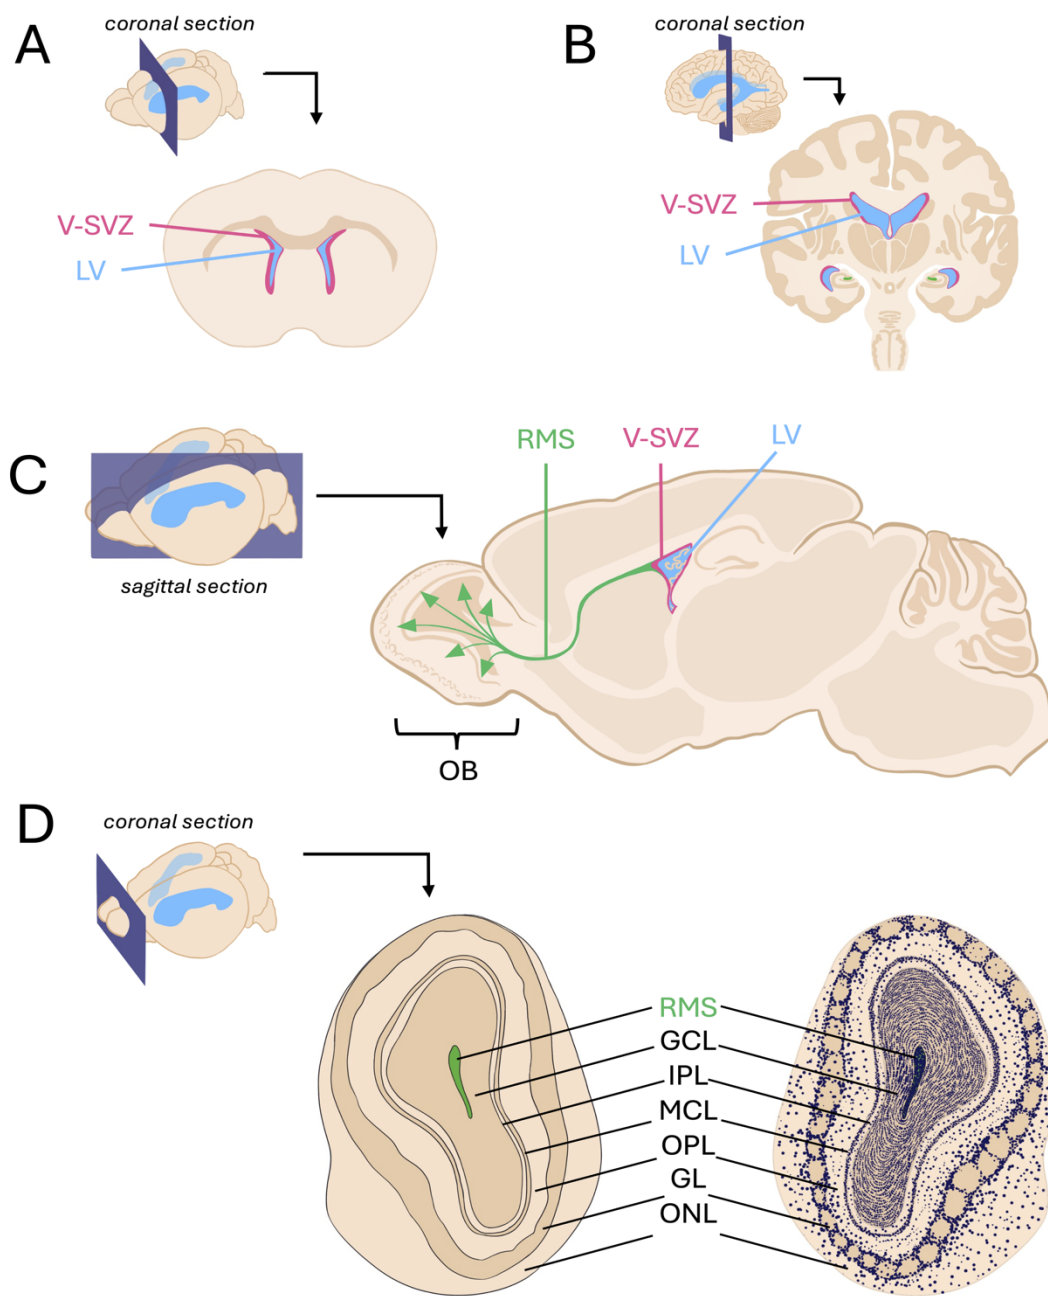 A
coronal section
V-SVZ
LV
B
coronal section
V-SVZ
LV
C
sagittal section
RMS
V-SVZ
LV
OB
D
coronal section
RMS
GCL
IPL
MCL
OPL
GL
ONL